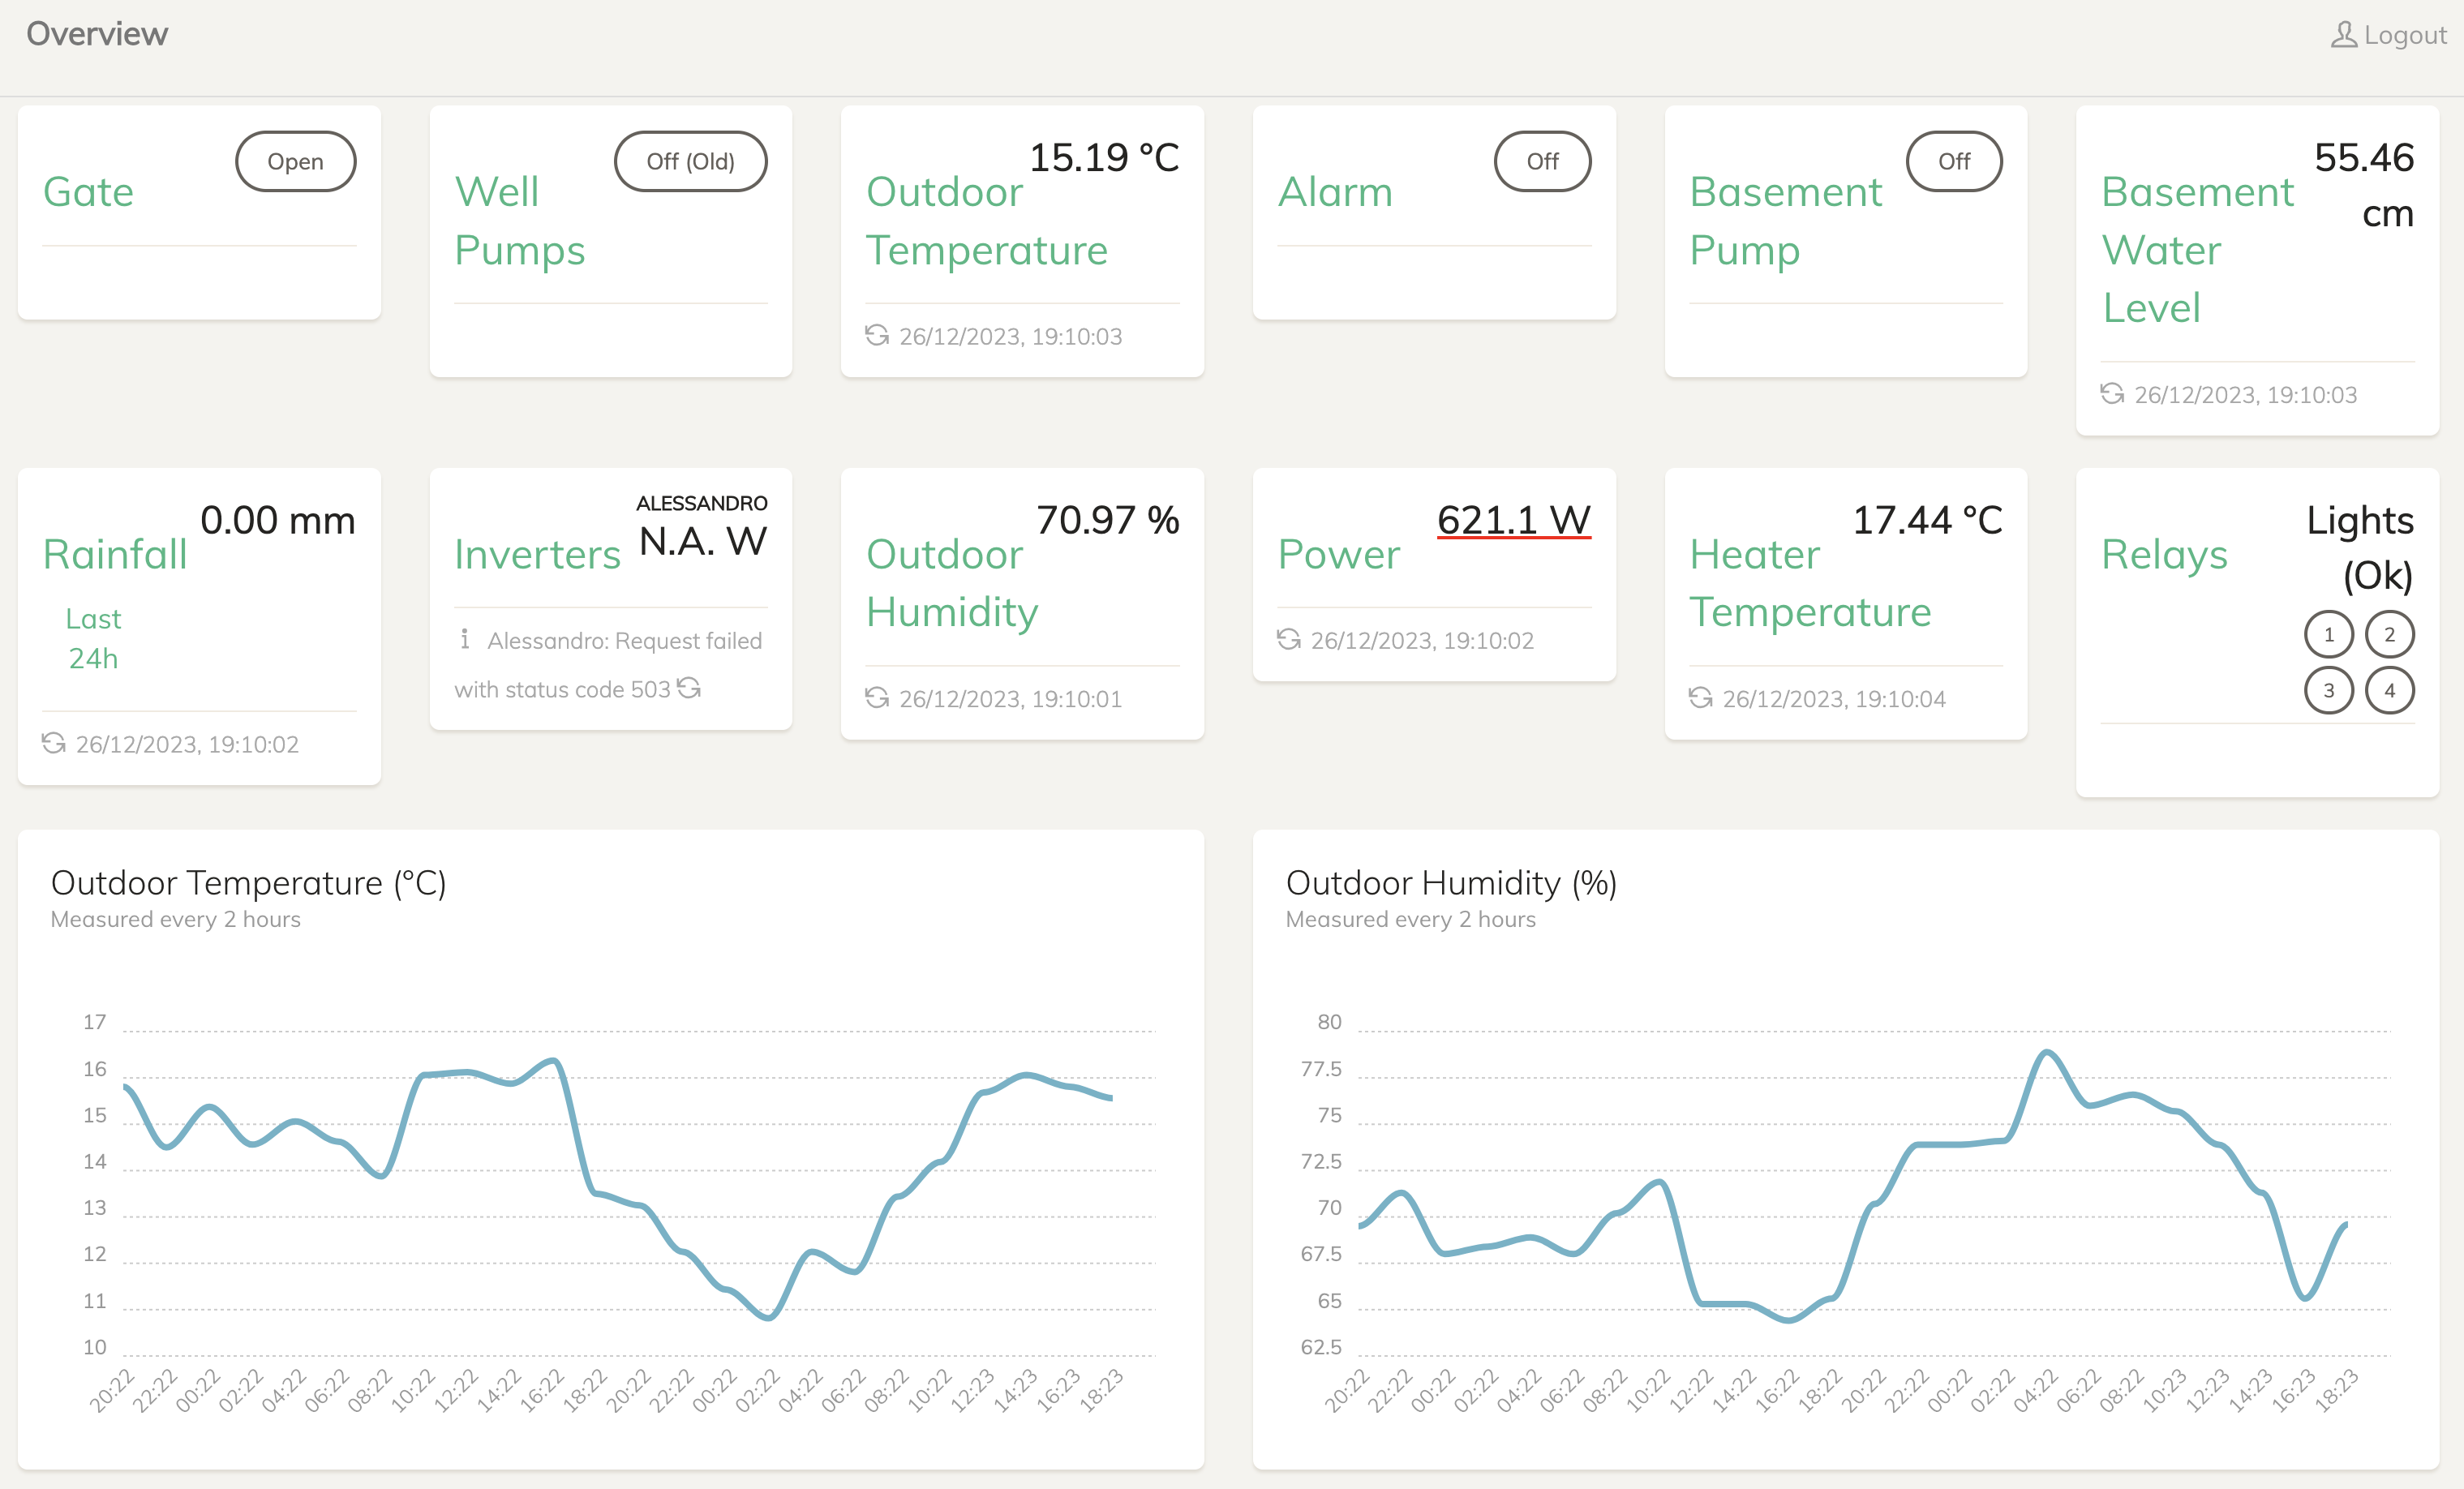 Overview
Logout
Gate
Open
Well
Pumps
Off (Old)
Outdoor
Temperature
15.19 °C
26/12/2023, 19:10:03
Alarm
Off
Basement
Pump
Off
Basement
Water
Level
55.46
cm
26/12/2023, 19:10:03
Rainfall
0.00 mm
Last
24h
26/12/2023, 19:10:02
Inverters
ALESSANDRO
N.A. W
Alessandro: Request failed
with status code 503
Outdoor
Humidity
70.97 %
26/12/2023, 19:10:01
Power
621.1 W
26/12/2023, 19:10:02
Heater
Temperature
17.44 °C
26/12/2023, 19:10:04
Relays
Lights
(Ok)
1 2
3 4
Outdoor Temperature (°C)
Measured every 2 hours
17
16
15
14
13
12
11
10
20:22 22:22 00:22 02:22 04:22 06:22 08:22 10:22 12:22 14:22 16:22 18:22 20:22 22:22 00:22 02:22 04:22 06:22 08:22 10:22 12:23 14:23 16:23 18:23
Outdoor Humidity (%)
Measured every 2 hours
80
77.5
75
72.5
70
67.5
65
62.5
20:22 22:22 00:22 02:22 04:22 06:22 08:22 10:22 12:22 14:22 16:22 18:22 20:22 22:22 00:22 02:22 04:22 06:22 08:22 10:23 12:23 14:23 16:23 18:23